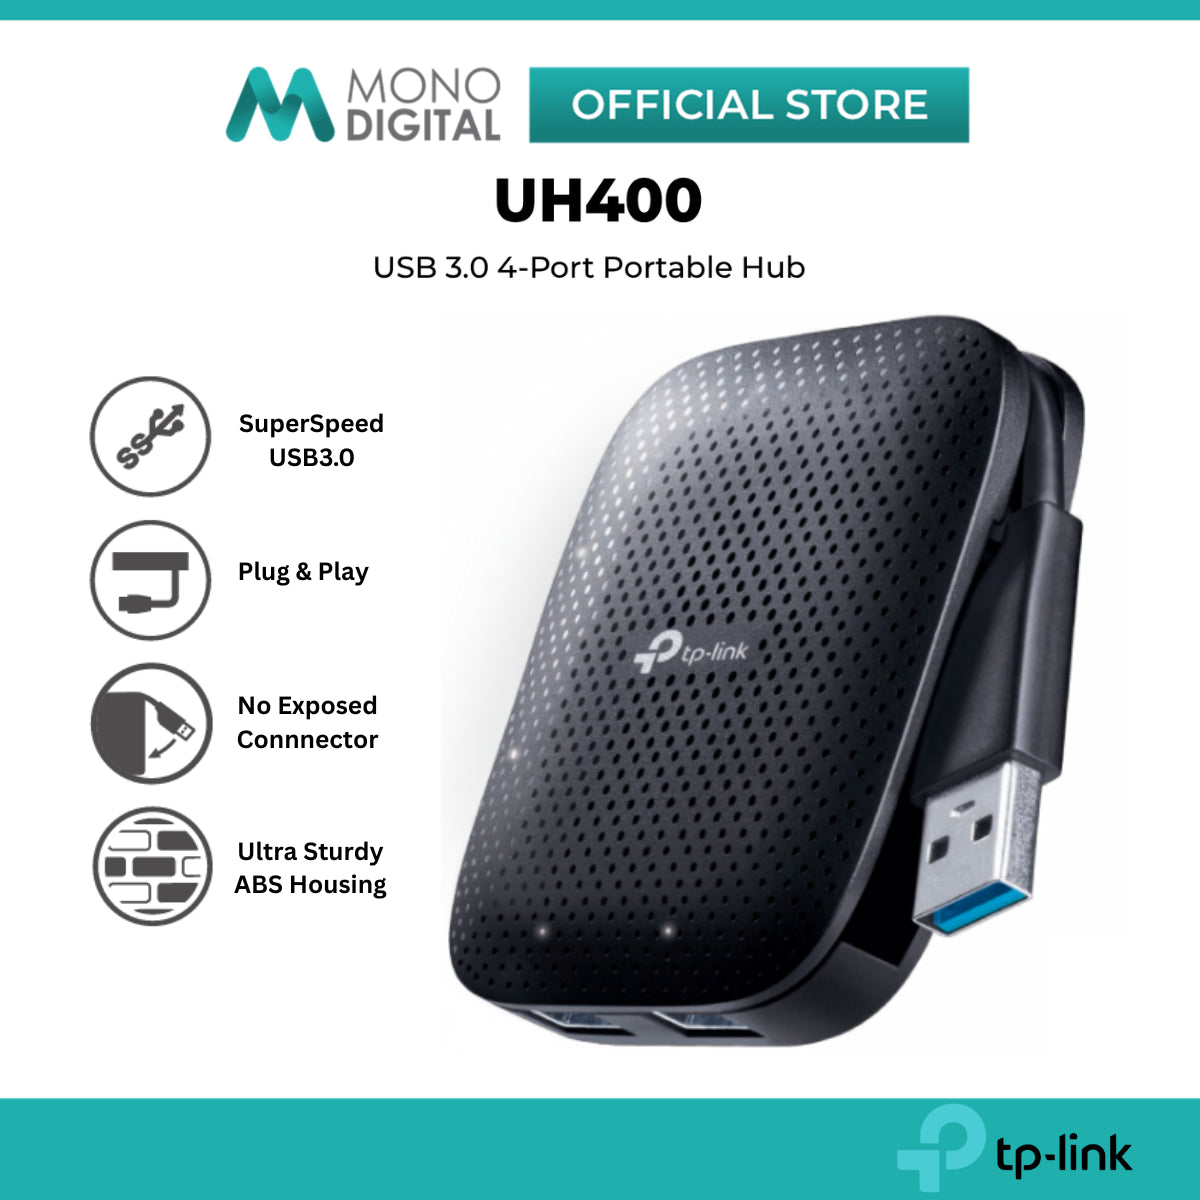 MONO
DIGITAL
OFFICIAL STORE
UH400
USB 3.0 4-Port Portable Hub
SS
SuperSpeed
USB3.0
Plug & Play
No Exposed
Connnector
Ultra Sturdy
ABS Housing
tp-link
tp-link